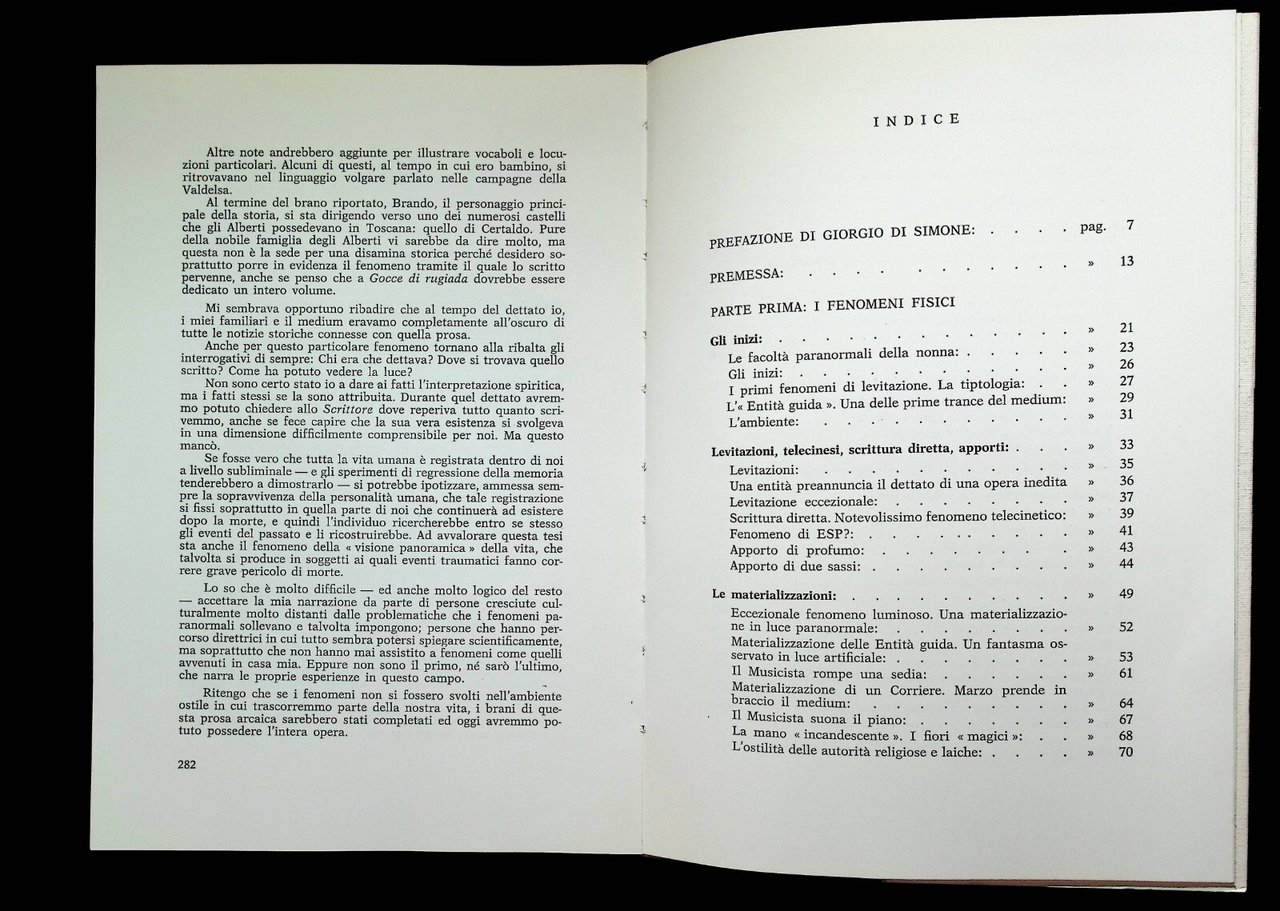 Altre note andrebbero aggiunte per illustrare vocaboli e locu-
zioni particolari. Alcuni di questi, al tempo in cui ero bambino, si
ritrovavano nel linguaggio volgare parlato nelle campagne della
Valdelsa.
Al termine del brano riportato, Brando, il personaggio princi-
pale della storia, si sta dirigendo verso uno dei numerosi castelli
che gli Alberti possedevano in Toscana: quello di Certaldo. Pure
della nobile famiglia degli Alberti vi sarebbe da dire molto, ma
questa non è la sede per una disamina storica perché desidero so-
prattutto porre in evidenza il fenomeno tramite il quale lo scritto
pervenne, anche se penso che a Gocce di rugiada dovrebbe essere
dedicato un intero volume.
Mi sembrava opportuno ribadire che al tempo del dettato io,
i miei familiari e il medium eravamo completamente all'oscuro di
tutte le notizie storiche connesse con quella prosa.
Anche per questo particolare fenomeno tornano alla ribalta gli
interrogativi di sempre: Chi era che dettava? Dove si trovava quello
scritto? Come ha potuto vedere la luce?
Non sono certo stato io a dare ai fatti l'interpretazione spiritica,
ma i fatti stessi se la sono attribuita. Durante quel dettato avrem-
mo potuto chiedere allo Scrittore dove reperiva tutto quanto scri-
vemmo, anche se fece capire che la sua vera esistenza si svolgeva
in una dimensione difficilmente comprensibile per noi. Ma questo
mancò.
Se fosse vero che tutta la vita umana è registrata dentro di noi
a livello subliminale — e gli sperimenti di regressione della memoria
tenderebbero a dimostrarlo — si potrebbe ipotizzare, ammessa sem-
pre la sopravvivenza della personalità umana, che tale registrazione
si fissi soprattutto in quella parte di noi che continuerà ad esistere
dopo la morte, e quindi l'individuo ricercherebbe entro se stesso
gli eventi del passato e li ricostruirebbe. Ad avvalorare questa tesi
sta anche il fenomeno della « visione panoramica » della vita, che
talvolta si produce in soggetti ai quali eventi traumatici fanno cor-
rere grave pericolo di morte.
Lo so che è molto difficile — ed anche molto logico del resto
— accettare la mia narrazione da parte di persone cresciute cul-
turalmente molto distanti dalle problematiche che i fenomeni pa-
ranormali sollevano e talvolta impongono; persone che hanno per-
corso direttrici in cui tutto sembra potersi spiegare scientificamente,
ma soprattutto che non hanno mai assistito a fenomeni come quelli
avvenuti in casa mia. Eppure non sono il primo, né sarò l'ultimo,
che narra le proprie esperienze in questo campo.
Ritengo che se i fenomeni non si fossero svolti nell'ambiente
ostile in cui trascorremmo parte della nostra vita, i brani di que-
sta prosa arcaica sarebbero stati completati ed oggi avremmo po-
tuto possedere l'intera opera.
282
INDICE
PREFAZIONE DI GIORGIO DI SIMONE: . . . . pag. 7
PREMESSA: . . . . . . . . . . . » 13
PARTE PRIMA: I FENOMENI FISICI
Gli inizi: . . . . . . . . . . . . » 21
Le facoltà paranormali della nonna: . . . . . » 23
Gli inizi: . . . . . . . . . . . . » 26
I primi fenomeni di levitazione. La tiptologia: . . » 27
L'« Entità guida ». Una delle prime trance del medium: » 29
L'ambiente: . . . . . . . . . . . » 31
Levitazioni, telecinesi, scrittura diretta, apporti: . . . » 33
Levitazioni: . . . . . . . . . . . » 35
Una entità preannuncia il dettato di una opera inedita » 36
Levitazione eccezionale: . . . . . . . . » 37
Scrittura diretta. Notevolissimo fenomeno telecinetico: » 39
Fenomeno di ESP?: . . . . . . . . . » 41
Apporto di profumo: . . . . . . . . » 43
Apporto di due sassi: . . . . . . . . . » 44
Le materializzazioni: . . . . . . . . . » 49
Eccezionale fenomeno luminoso. Una materializzazio-
ne in luce paranormale: . . . . . . . » 52
Materializzazione delle Entità guida. Un fantasma os-
servato in luce artificiale: . . . . . . . » 53
Il Musicista rompe una sedia: . . . . . . » 61
Materializzazione di un Corriere. Marzo prende in
braccio il medium: . . . . . . . . » 64
Il Musicista suona il piano: . . . . . . . » 67
La mano « incandescente ». I fiori « magici »: . . » 68
L'ostilità delle autorità religiose e laiche: . . . . » 70